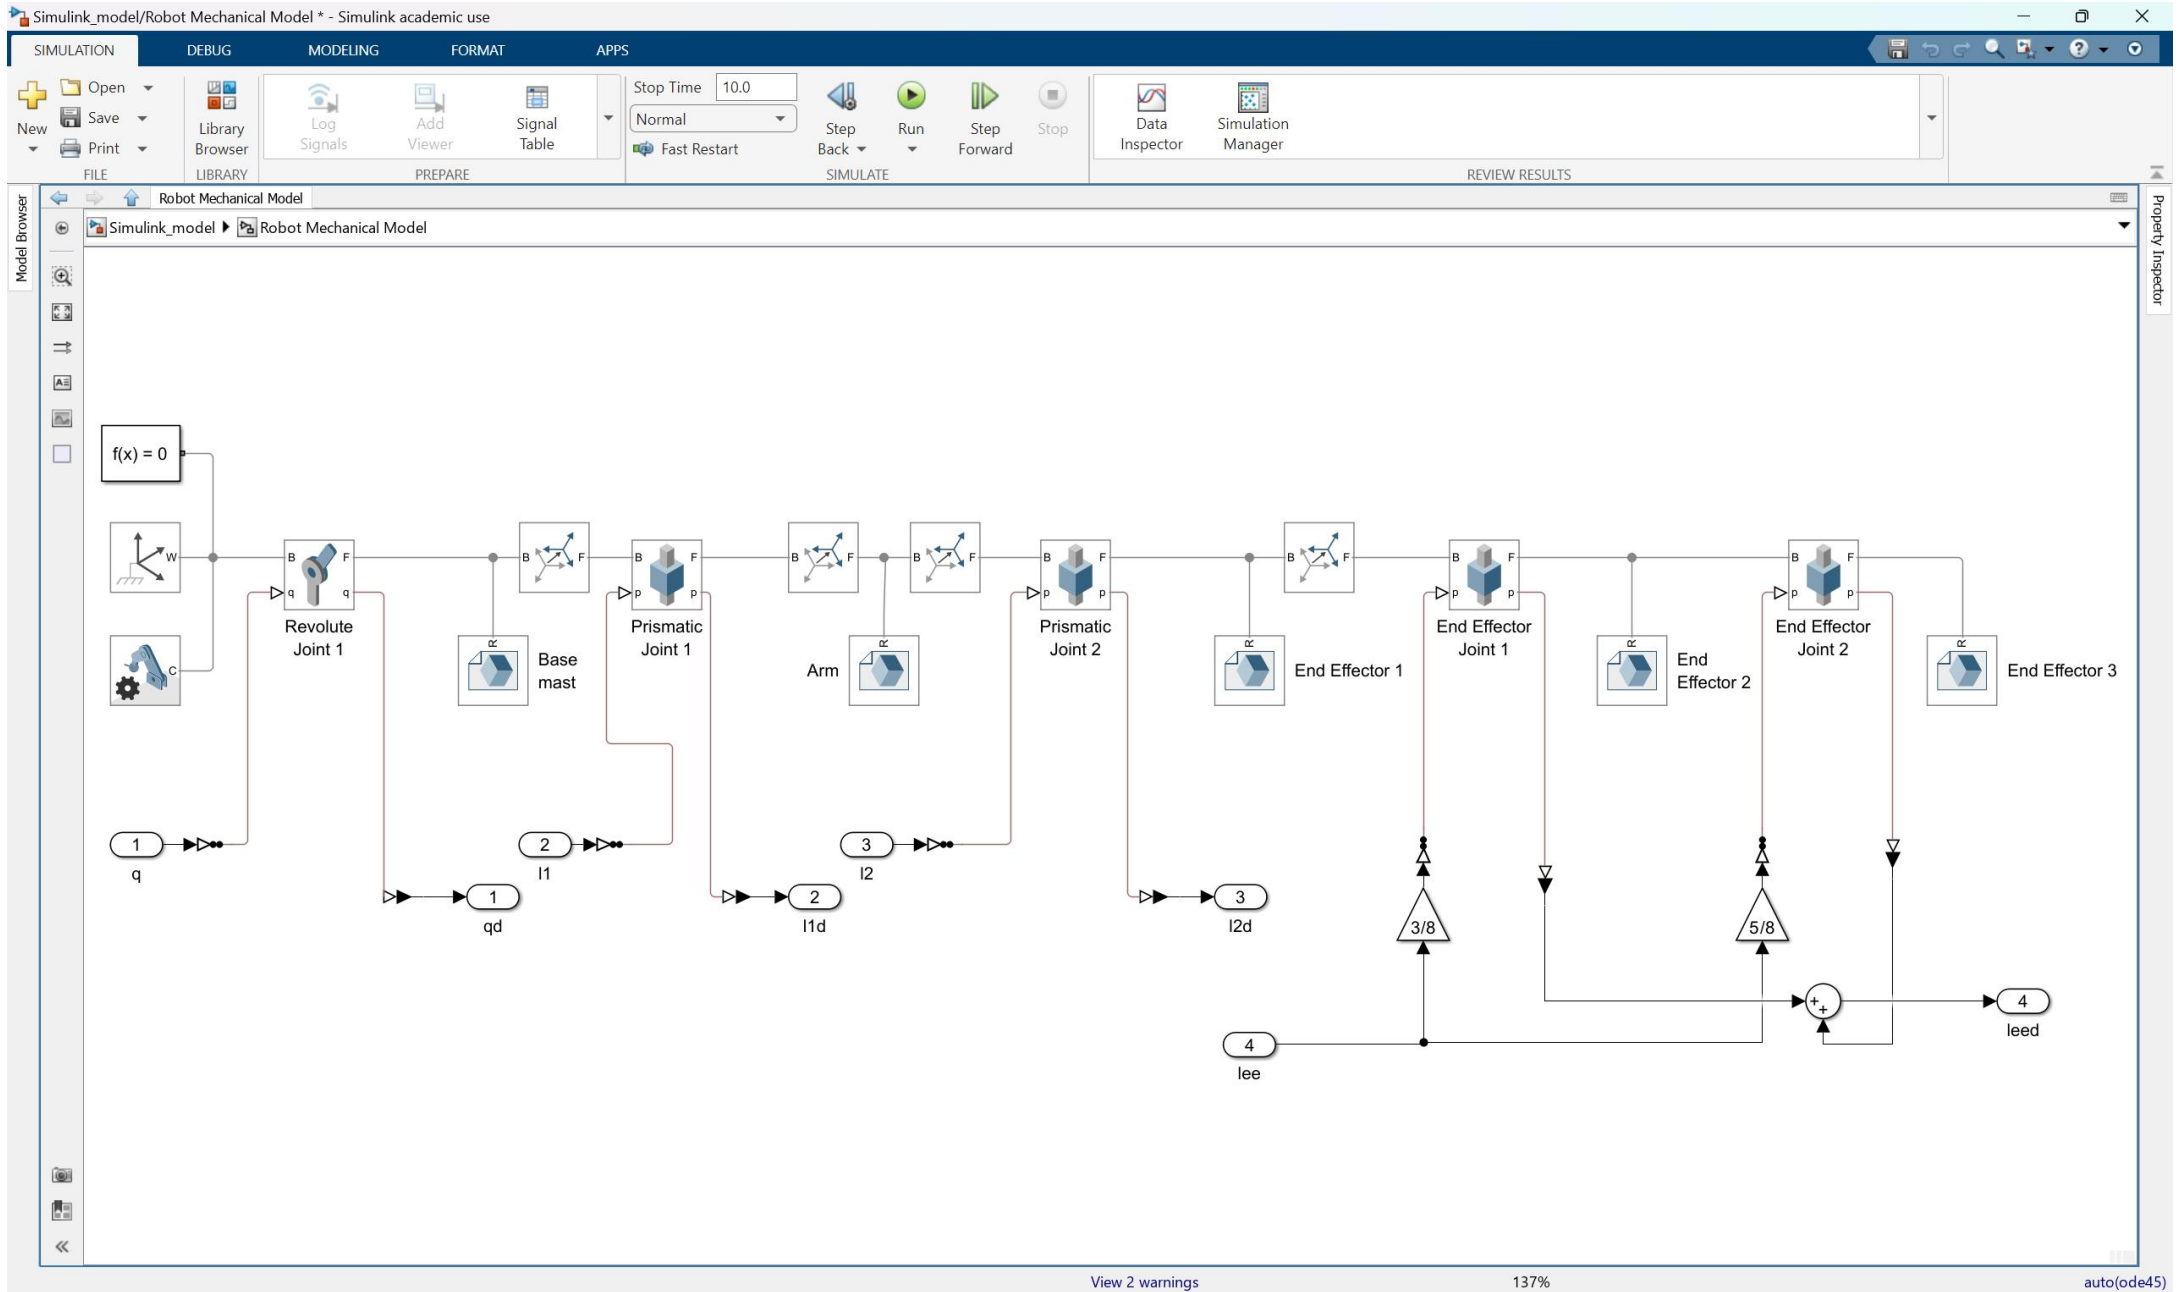 Simulink_model/Robot Mechanical Model * - Simulink academic use
SIMULATION DEBUG MODELING FORMAT APPS
New
Open
Save
Print
FILE
Library
Browser
LIBRARY
Log
Signals
Add
Viewer
Signal
Table
PREPARE
Stop Time 10.0
Normal
Fast Restart
Step
Back
Run
Step
Forward
Stop
SIMULATE
Data
Inspector
Simulation
Manager
REVIEW RESULTS
Model Browser
Property Inspector
Robot Mechanical Model
Simulink_model Robot Mechanical Model
f(x) = 0
W
C
B F
q q
Revolute
Joint 1
R
Base
mast
B F
B F
p p
Prismatic
Joint 1
B F
R
Arm
B F
B F
p p
Prismatic
Joint 2
R
End Effector 1
B F
B F
p p
End Effector
Joint 1
R
End
Effector 2
B F
p p
End Effector
Joint 2
R
End Effector 3
1
q
1
qd
2
l1
2
l1d
3
l2
3
l2d
3/8
5/8
4
lee
+
+
4
leed
View 2 warnings
137%
auto(ode45)